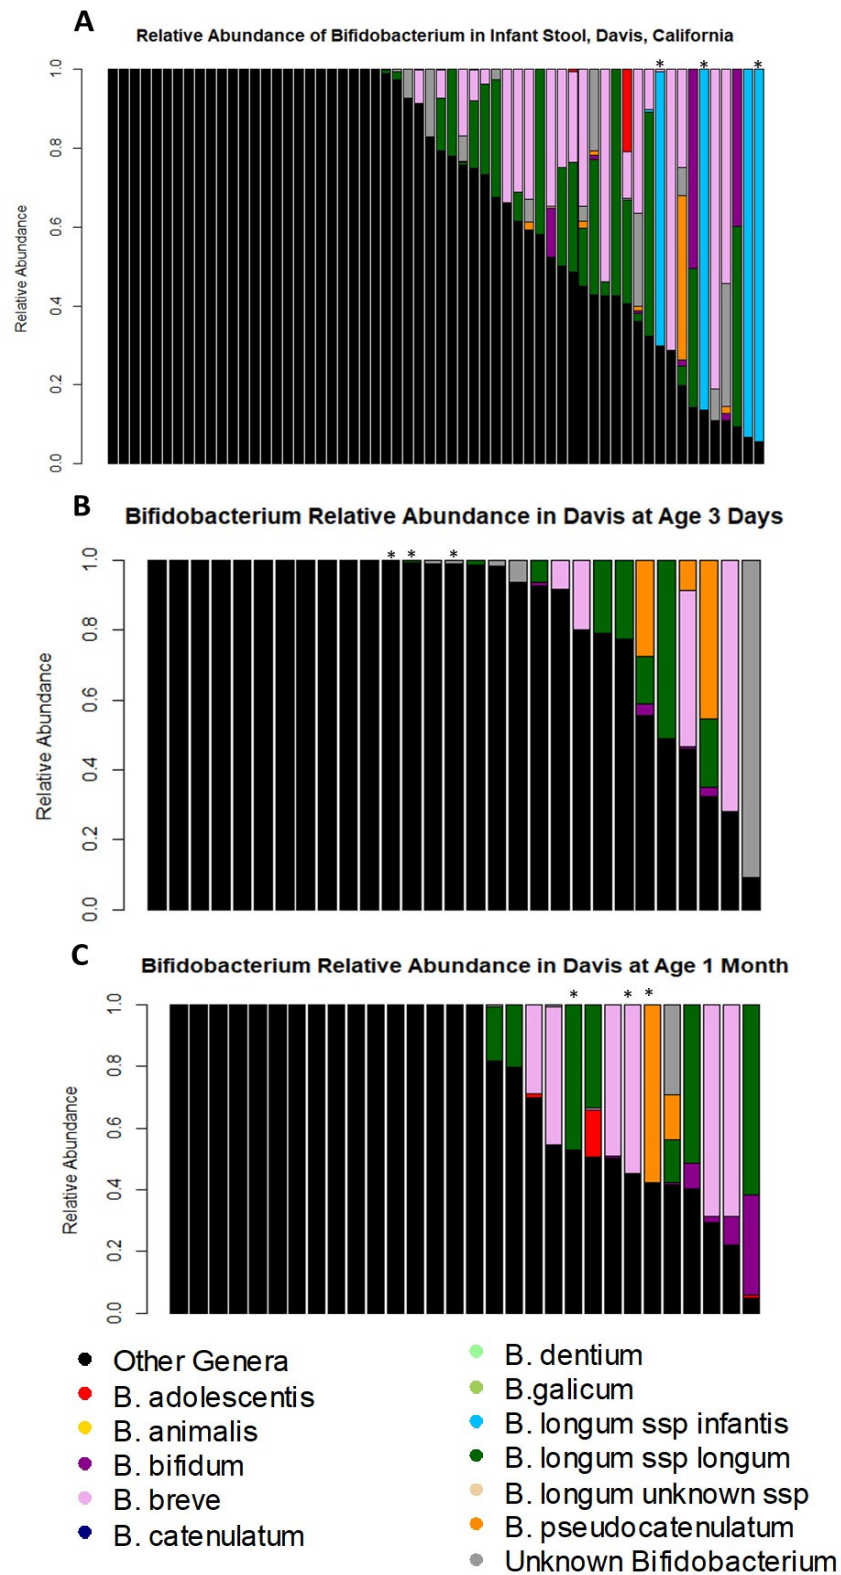 A
Relative Abundance of Bifidobacterium in Infant Stool, Davis, California
* * *
Relative Abundance
1.0
0.8
0.6
0.4
0.2
0.0
B
Bifidobacterium Relative Abundance in Davis at Age 3 Days
* * *
Relative Abundance
1.0
0.8
0.6
0.4
0.2
0.0
C
Bifidobacterium Relative Abundance in Davis at Age 1 Month
* * *
Relative Abundance
1.0
0.8
0.6
0.4
0.2
0.0
Other Genera
B. adolescentis
B. animalis
B. bifidum
B. breve
B. catenulatum
B. dentium
B.galicum
B. longum ssp infantis
B. longum ssp longum
B. longum unknown ssp
B. pseudocatenulatum
Unknown Bifidobacterium